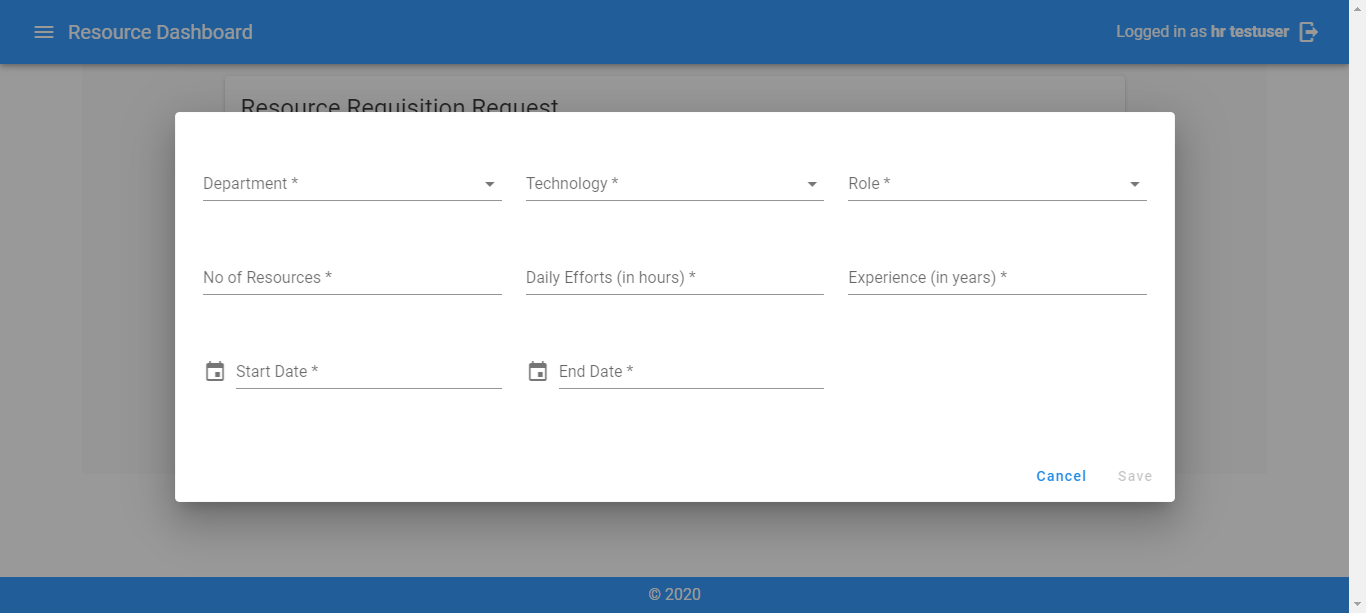 Resource Dashboard
Logged in as hr testuser
Resource Requisition Request
Department *
Technology *
Role *
No of Resources *
Daily Efforts (in hours) *
Experience (in years) *
Start Date *
End Date *
Cancel
Save
© 2020